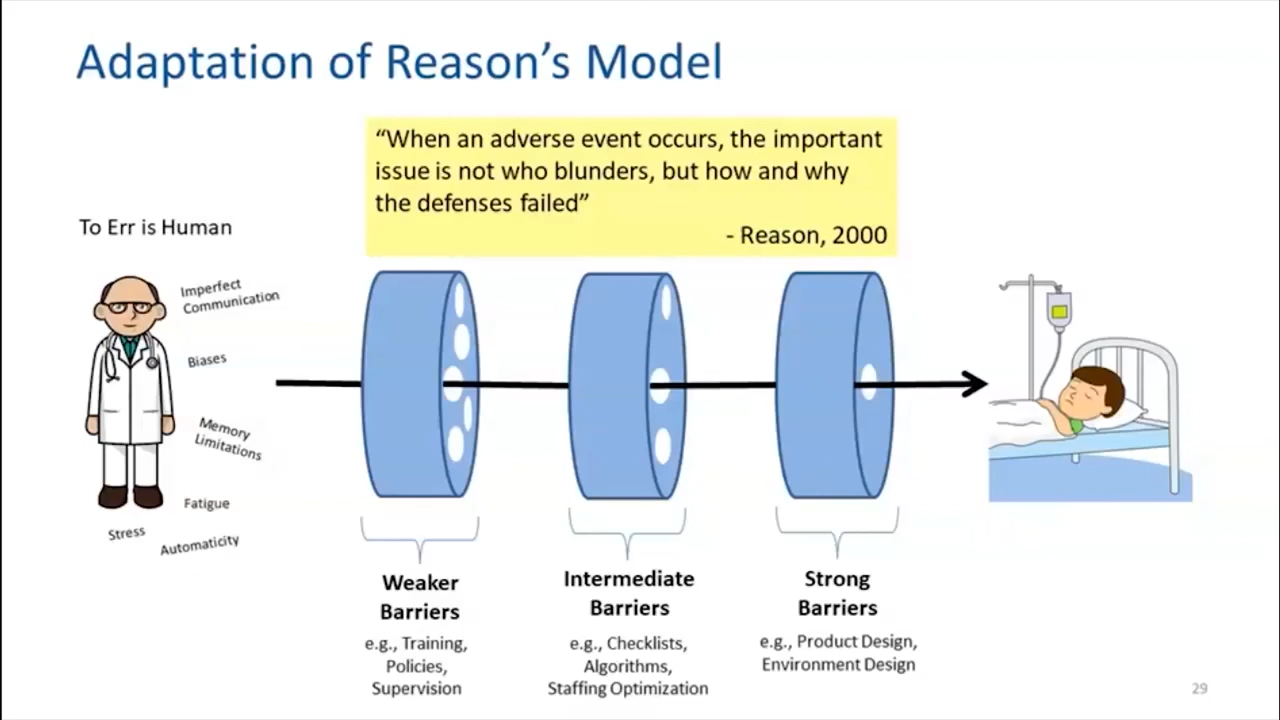 Adaptation of Reason's Model
“When an adverse event occurs, the important
issue is not who blunders, but how and why
the defenses failed”
- Reason, 2000
To Err is Human
Imperfect
Communication
Biases
Memory
Limitations
Fatigue
Stress
Automaticity
Weaker
Barriers
e.g., Training,
Policies,
Supervision
Intermediate
Barriers
e.g., Checklists,
Algorithms,
Staffing Optimization
Strong
Barriers
e.g., Product Design,
Environment Design
29